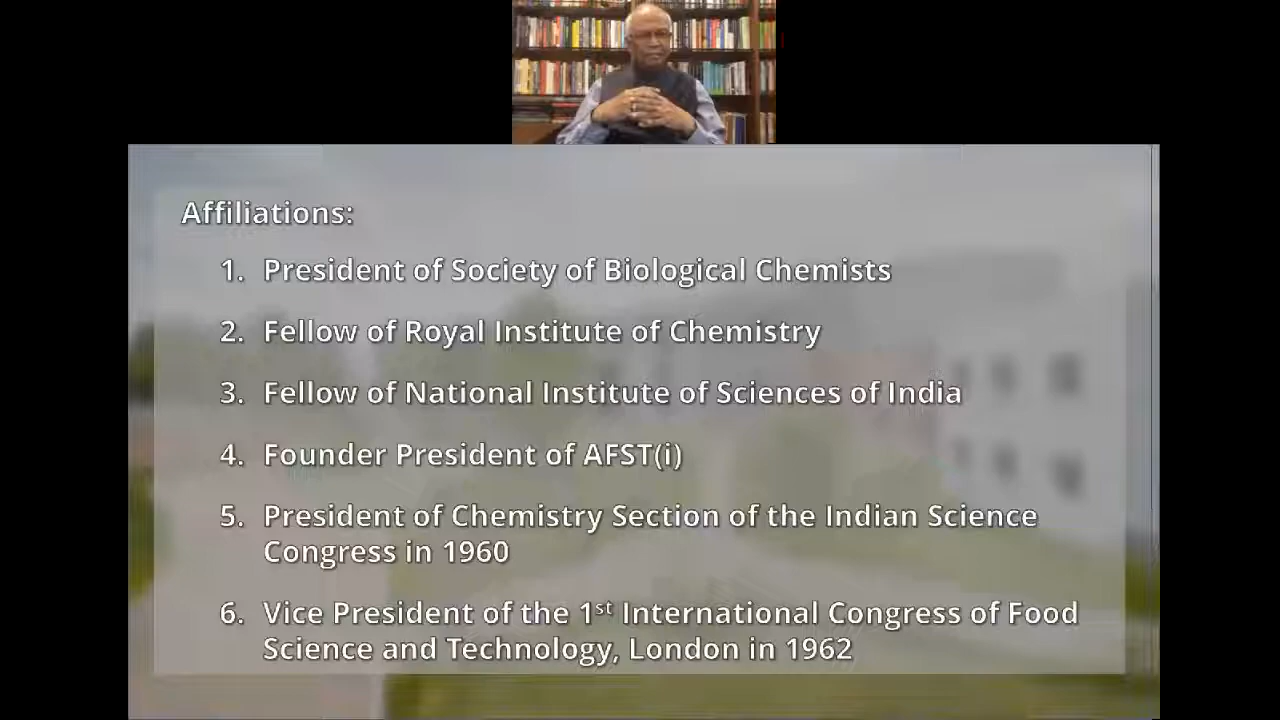 Affiliations:
1. President of Society of Biological Chemists
2. Fellow of Royal Institute of Chemistry
3. Fellow of National Institute of Sciences of India
4. Founder President of AFST(i)
5. President of Chemistry Section of the Indian Science
Congress in 1960
6. Vice President of the 1st International Congress of Food
Science and Technology, London in 1962